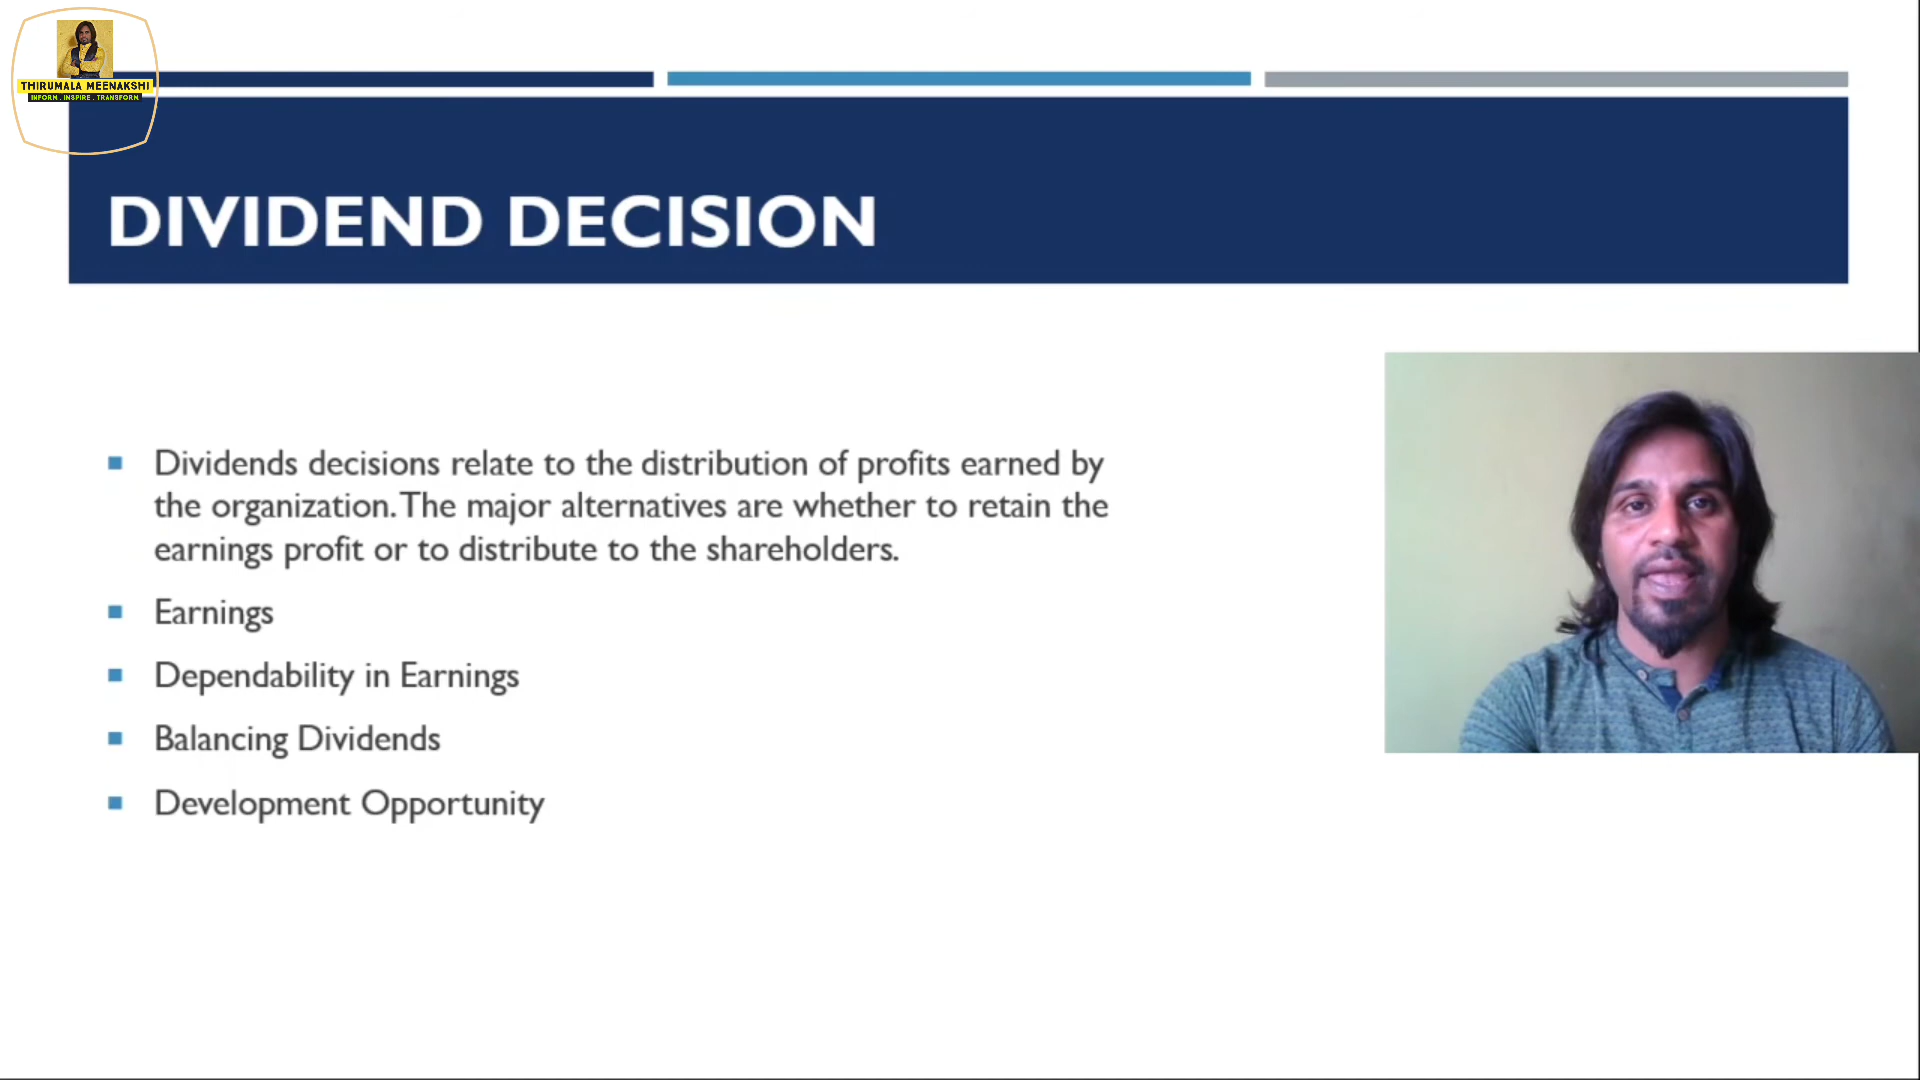 THIRUMALA MEENAKSHI
INFORM . INSPIRE . TRANSFORM.
DIVIDEND DECISION
Dividends decisions relate to the distribution of profits earned by
the organization. The major alternatives are whether to retain the
earnings profit or to distribute to the shareholders.
Earnings
Dependability in Earnings
Balancing Dividends
Development Opportunity